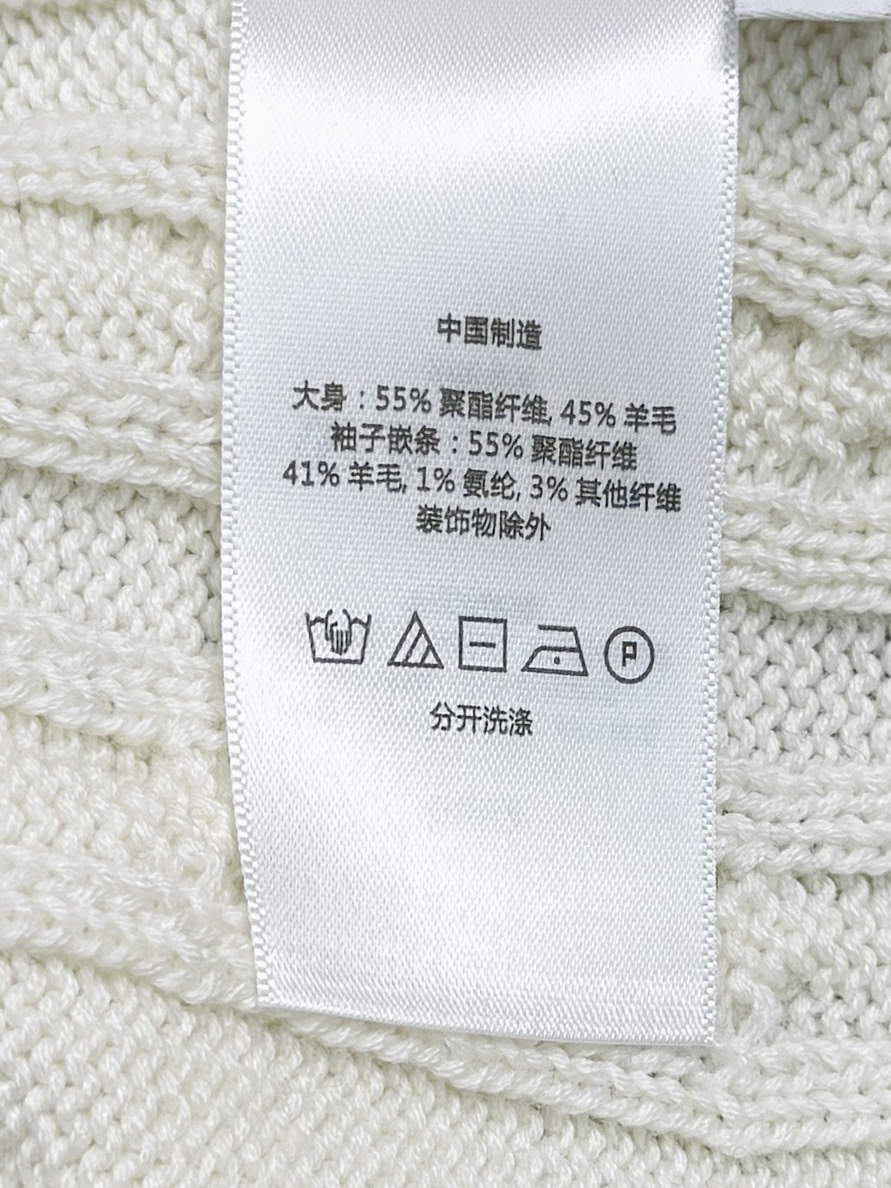 中国制造
大身：55% 聚酯纤维, 45% 羊毛
袖子嵌条：55% 聚酯纤维
41% 羊毛, 1% 氨纶, 3% 其他纤维
装饰物除外
P
分开洗涤